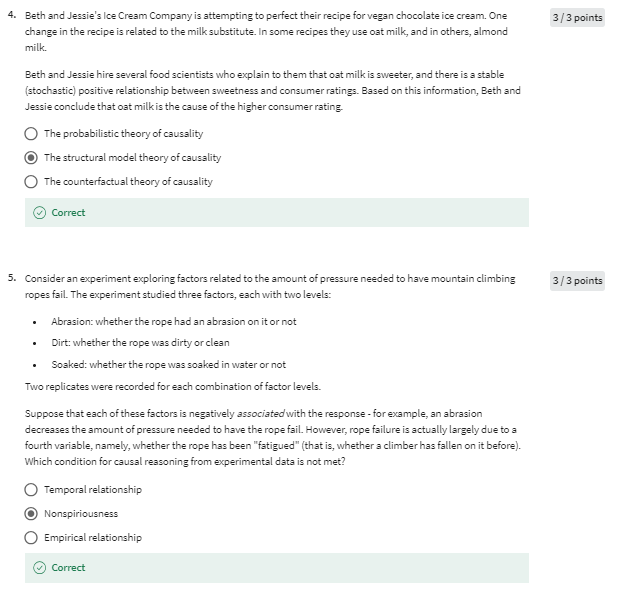 4. Beth and Jessie's Ice Cream Company is attempting to perfect their recipe for vegan chocolate ice cream. One
3 / 3 points
change in the recipe is related to the milk substitute. In some recipes they use oat milk, and in others, almond
milk.
Beth and Jessie hire several food scientists who explain to them that oat milk is sweeter, and there is a stable
(stochastic) positive relationship between sweetness and consumer ratings. Based on this information, Beth and
Jessie conclude that oat milk is the cause of the higher consumer rating.
The probabilistic theory of causality
The structural model theory of causality
The counterfactual theory of causality
Correct
5. Consider an experiment exploring factors related to the amount of pressure needed to have mountain climbing
3 / 3 points
ropes fail. The experiment studied three factors, each with two levels:
• Abrasion: whether the rope had an abrasion on it or not
• Dirt: whether the rope was dirty or clean
• Soaked: whether the rope was soaked in water or not
Two replicates were recorded for each combination of factor levels.
Suppose that each of these factors is negatively associated with the response - for example, an abrasion
decreases the amount of pressure needed to have the rope fail. However, rope failure is actually largely due to a
fourth variable, namely, whether the rope has been "fatigued" (that is, whether a climber has fallen on it before).
Which condition for causal reasoning from experimental data is not met?
Temporal relationship
Nonspiriousness
Empirical relationship
Correct